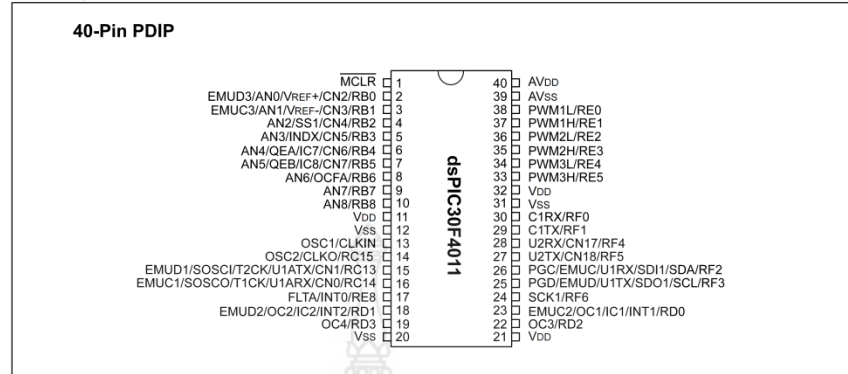 40-Pin PDIP
MCLR 1
EMUD3/AN0/VREF+/CN2/RB0 2
EMUC3/AN1/VREF-/CN3/RB1 3
AN2/SS1/CN4/RB2 4
AN3/INDX/CN5/RB3 5
AN4/QEA/IC7/CN6/RB4 6
AN5/QEB/IC8/CN7/RB5 7
AN6/OCFA/RB6 8
AN7/RB7 9
AN8/RB8 10
VDD 11
VSS 12
OSC1/CLKIN 13
OSC2/CLKO/RC15 14
EMUD1/SOSCI/T2CK/U1ATX/CN1/RC13 15
EMUC1/SOSCO/T1CK/U1ARX/CN0/RC14 16
FLTA/INT0/RE8 17
EMUD2/OC2/IC2/INT2/RD1 18
OC4/RD3 19
VSS 20
dsPIC30F4011
40 AVDD
39 AVSS
38 PWM1L/RE0
37 PWM1H/RE1
36 PWM2L/RE2
35 PWM2H/RE3
34 PWM3L/RE4
33 PWM3H/RE5
32 VDD
31 VSS
30 C1RX/RF0
29 C1TX/RF1
28 U2RX/CN17/RF4
27 U2TX/CN18/RF5
26 PGC/EMUC/U1RX/SDI1/SDA/RF2
25 PGD/EMUD/U1TX/SDO1/SCL/RF3
24 SCK1/RF6
23 EMUC2/OC1/IC1/INT1/RD0
22 OC3/RD2
21 VDD